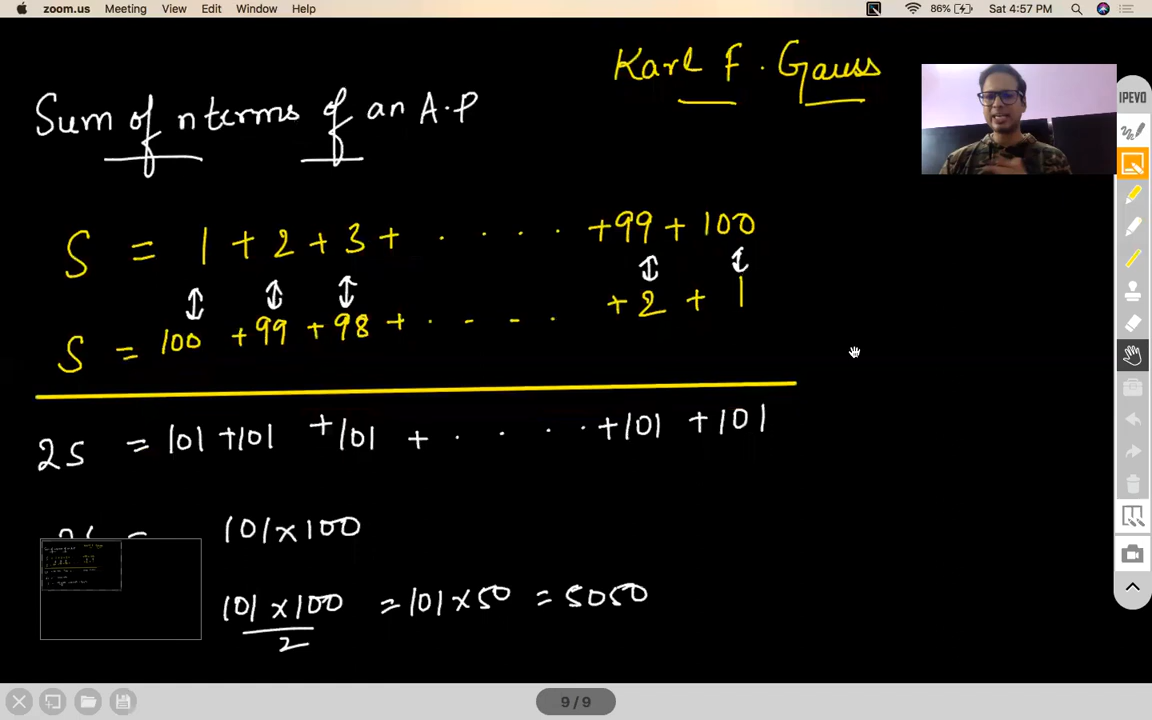 zoom.us Meeting View Edit Window Help 86% Sat 4:57 PM
Karl F. Gauss
IPEVO
Sum of n terms of an A.P
S = 1 + 2 + 3 + . . . . . +99 + 100
S = 100 +99 + 98 + . - - . + 2 + 1
2S = 101 +101 +101 + . . . . +101 +101
= 101×100
101×100 = 101×50 = 5050
2
9 / 9